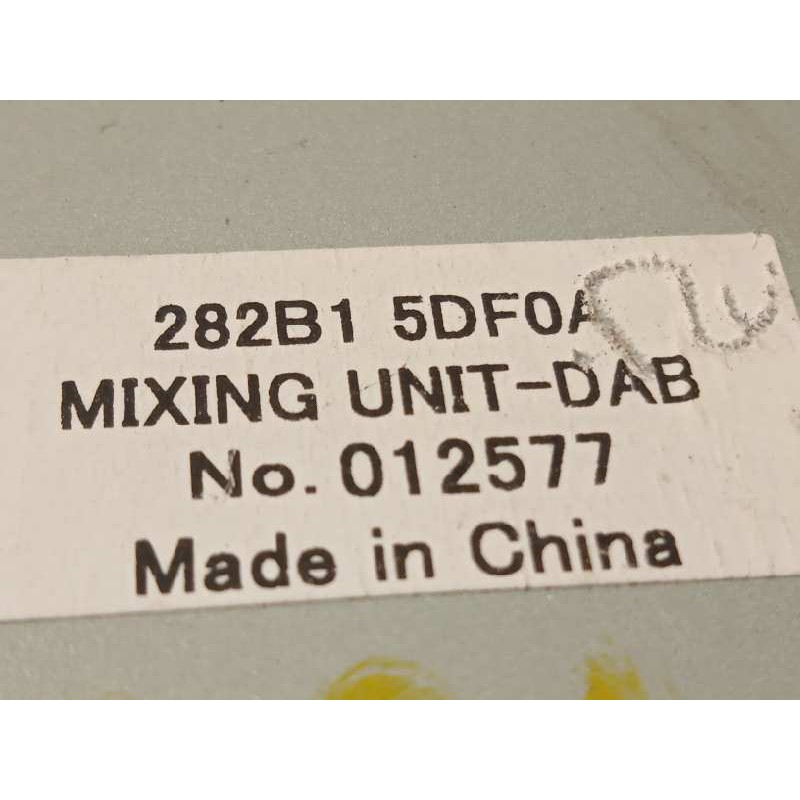 282B1 5DF0A
MIXING UNIT-DAB
No. 012577
Made in China